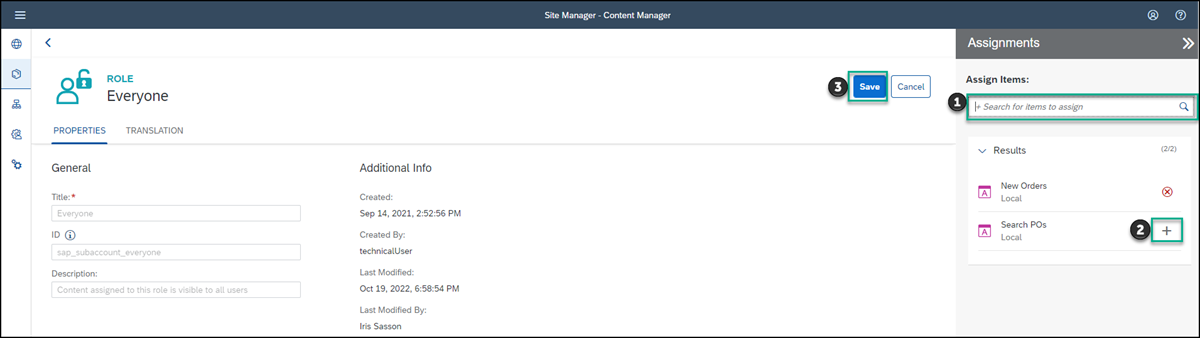 Site Manager - Content Manager
ROLE
Everyone
3
Save
Cancel
PROPERTIES
TRANSLATION
General
Title:*
Everyone
ID
sap_subaccount_everyone
Description:
Content assigned to this role is visible to all users
Additional Info
Created:
Sep 14, 2021, 2:52:56 PM
Created By:
technicalUser
Last Modified:
Oct 19, 2022, 6:58:54 PM
Last Modified By:
Iris Sasson
Assignments
Assign Items:
1
+ Search for items to assign
Results (2/2)
A
New Orders
Local
A
Search POs
Local
2